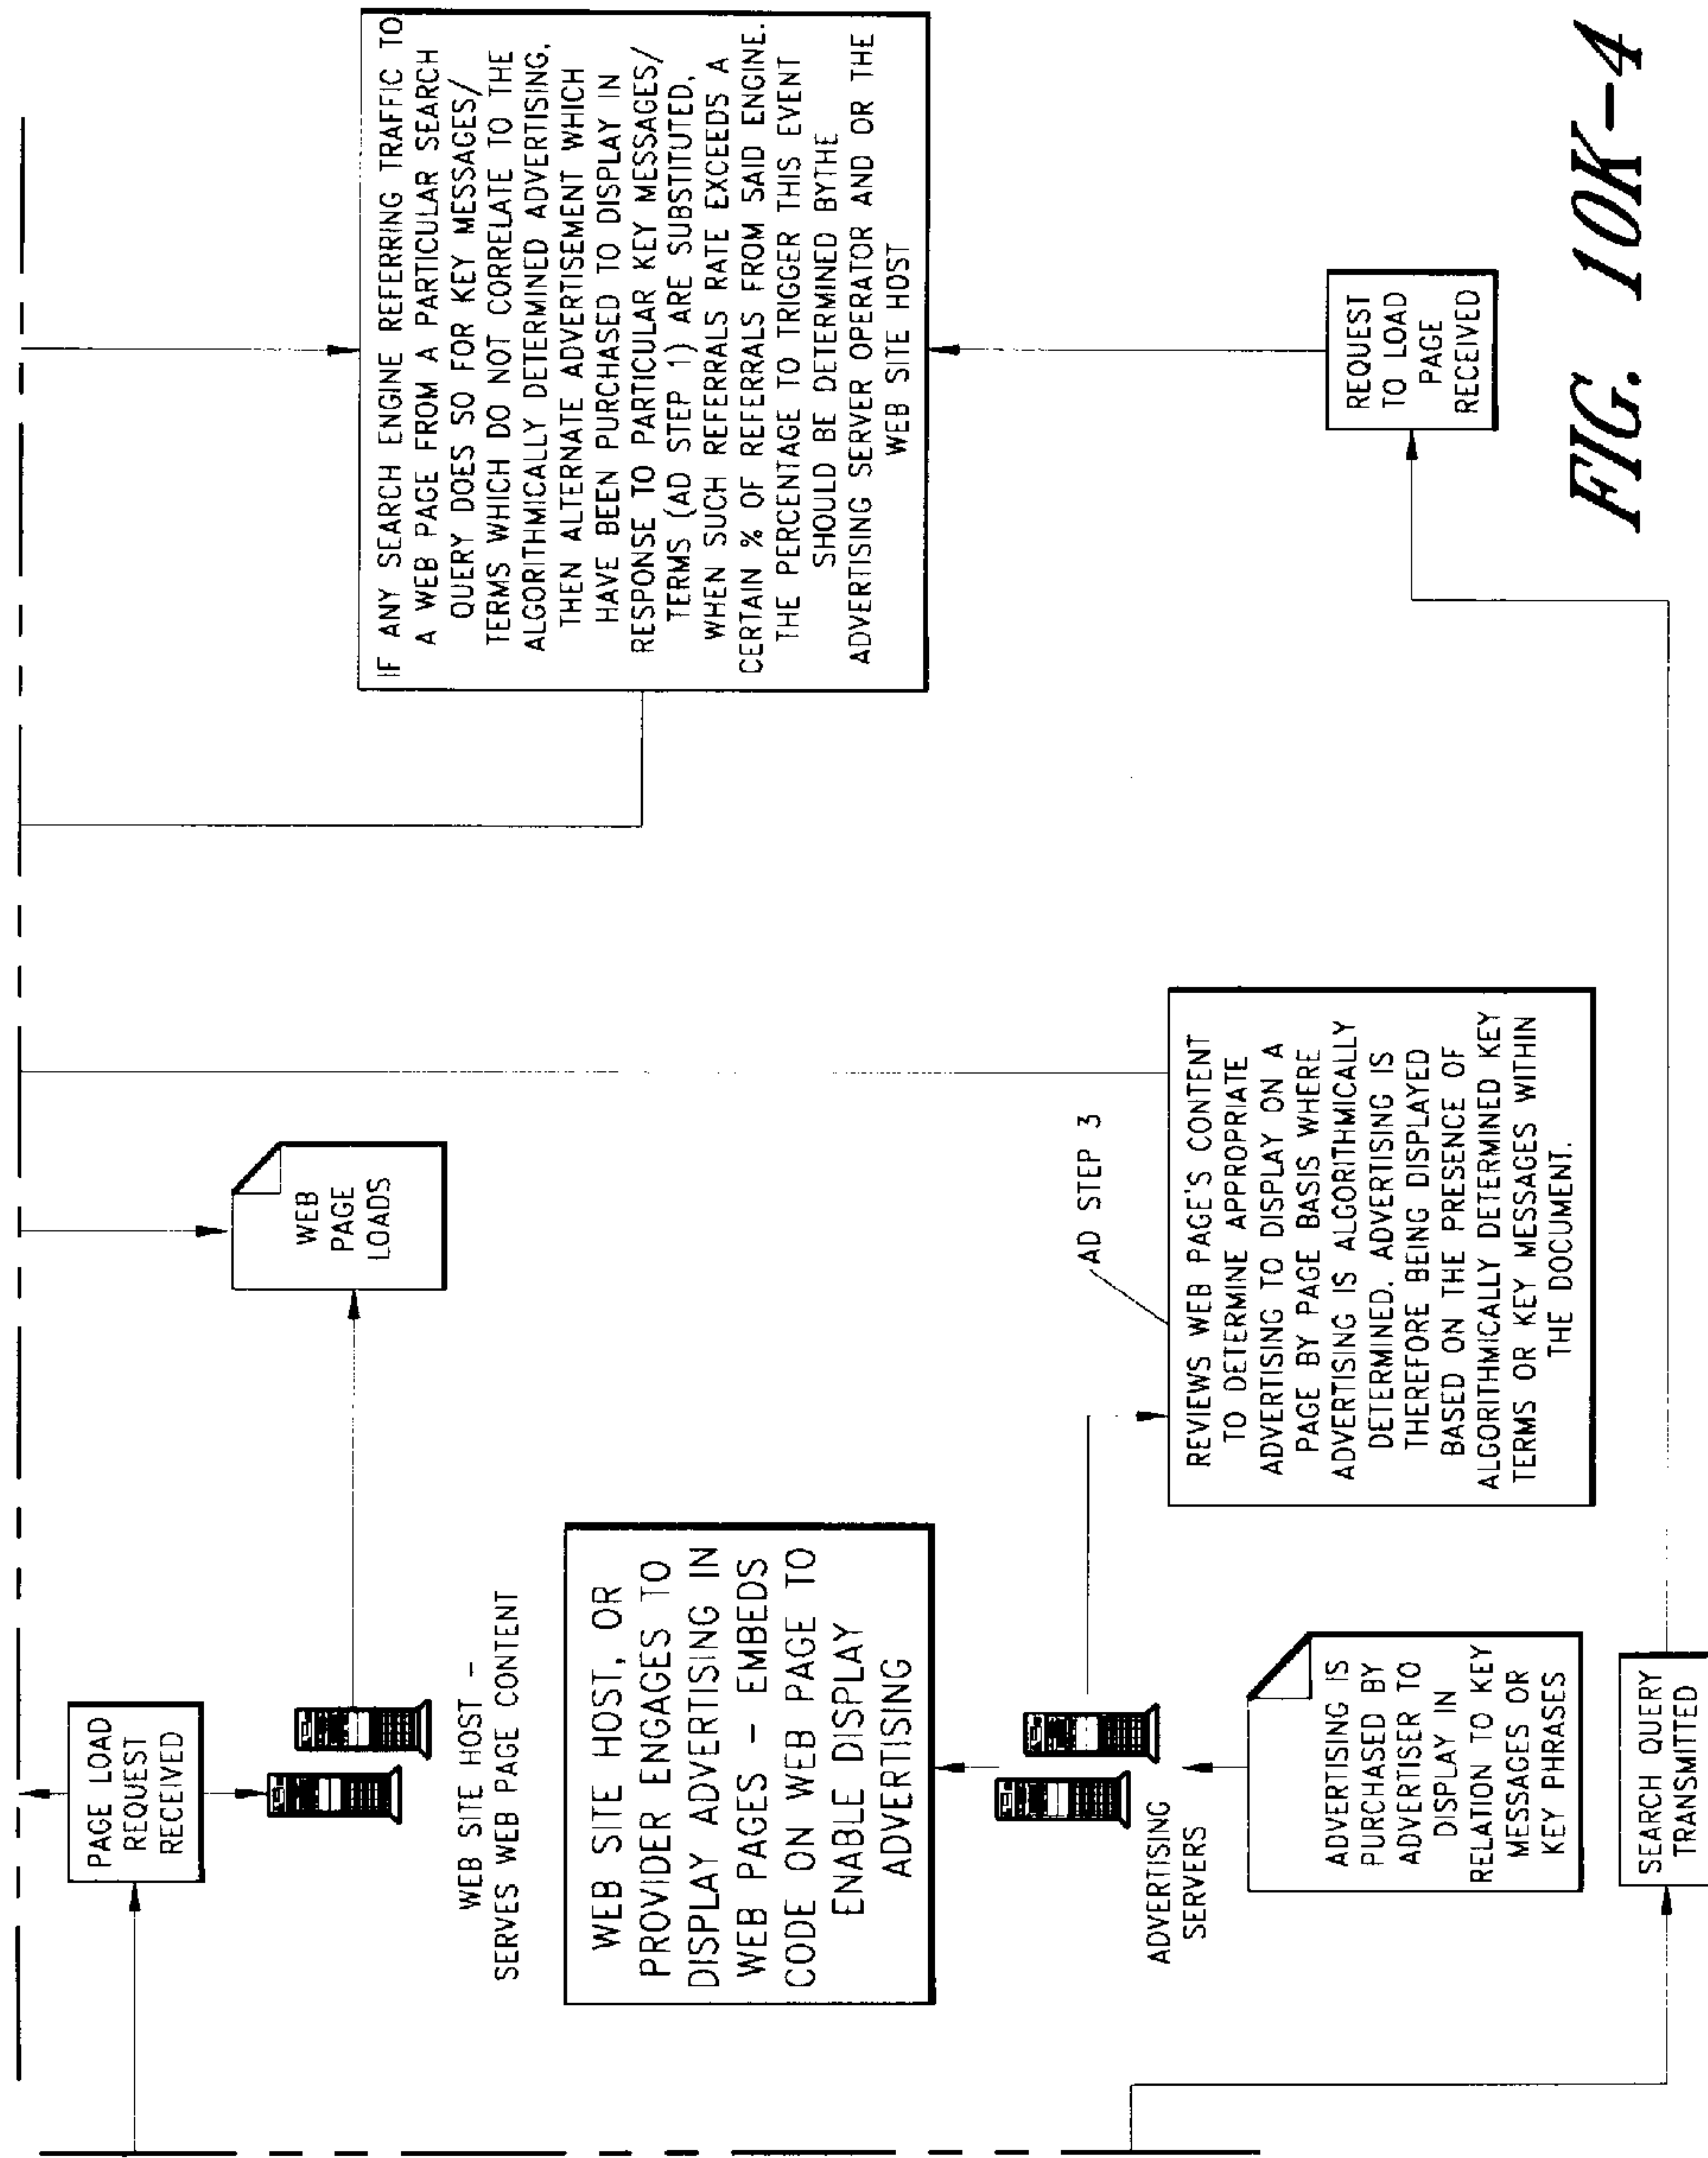 PAGE LOAD
REQUEST
RECEIVED
WEB SITE HOST –
SERVES WEB PAGE CONTENT
WEB
PAGE
LOADS
WEB SITE HOST, OR
PROVIDER ENGAGES TO
DISPLAY ADVERTISING IN
WEB PAGES – EMBEDS
CODE ON WEB PAGE TO
ENABLE DISPLAY
ADVERTISING
ADVERTISING
SERVERS
ADVERTISING IS
PURCHASED BY
ADVERTISER TO
DISPLAY IN
RELATION TO KEY
MESSAGES OR
KEY PHRASES
SEARCH QUERY
TRANSMITTED
AD STEP 3
REVIEWS WEB PAGE'S CONTENT
TO DETERMINE APPROPRIATE
ADVERTISING TO DISPLAY ON A
PAGE BY PAGE BASIS WHERE
ADVERTISING IS ALGORITHMICALLY
DETERMINED. ADVERTISING IS
THEREFORE BEING DISPLAYED
BASED ON THE PRESENCE OF
ALGORITHMICALLY DETERMINED KEY
TERMS OR KEY MESSAGES WITHIN
THE DOCUMENT.
IF ANY SEARCH ENGINE REFERRING TRAFFIC TO
A WEB PAGE FROM A PARTICULAR SEARCH
QUERY DOES SO FOR KEY MESSAGES/
TERMS WHICH DO NOT CORRELATE TO THE
ALGORITHMICALLY DETERMINED ADVERTISING,
THEN ALTERNATE ADVERTISEMENT WHICH
HAVE BEEN PURCHASED TO DISPLAY IN
RESPONSE TO PARTICULAR KEY MESSAGES/
TERMS (AD STEP 1) ARE SUBSTITUTED,
WHEN SUCH REFERRALS RATE EXCEEDS A
CERTAIN % OF REFERRALS FROM SAID ENGINE.
THE PERCENTAGE TO TRIGGER THIS EVENT
SHOULD BE DETERMINED BYTHE
ADVERTISING SERVER OPERATOR AND OR THE
WEB SITE HOST
REQUEST
TO LOAD
PAGE
RECEIVED
FIG. 10K-4